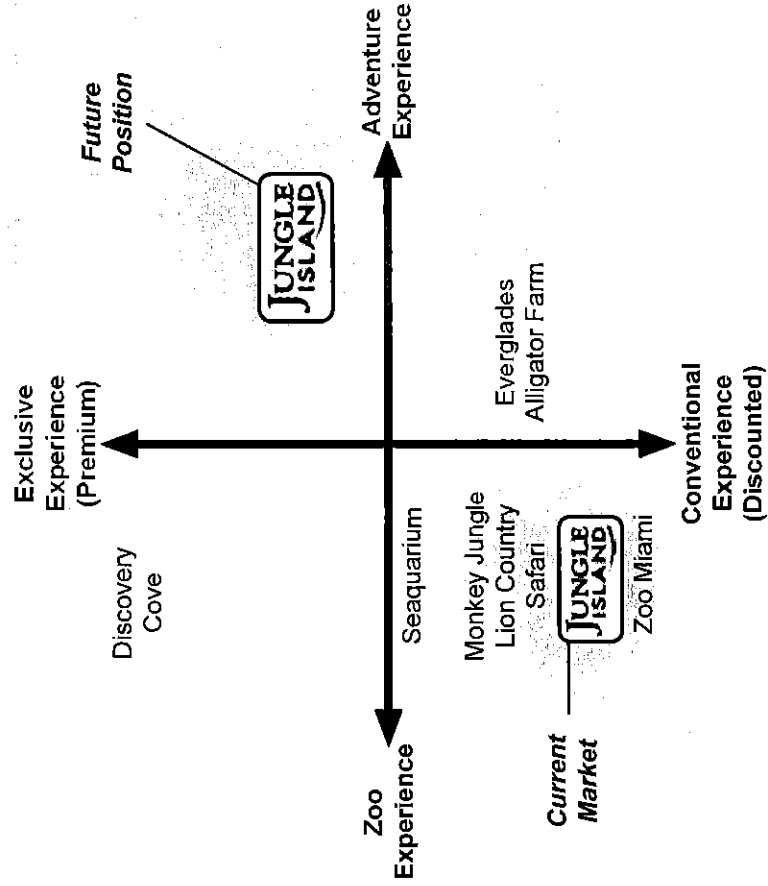 Exclusive
Experience
(Premium)
Future
Position
Discovery
Cove
JUNGLE
ISLAND
Zoo
Experience
Adventure
Experience
Seaquarium
Monkey Jungle
Lion Country
Safari
Everglades
Alligator Farm
Current
Market
JUNGLE
ISLAND
Zoo Miami
Conventional
Experience
(Discounted)